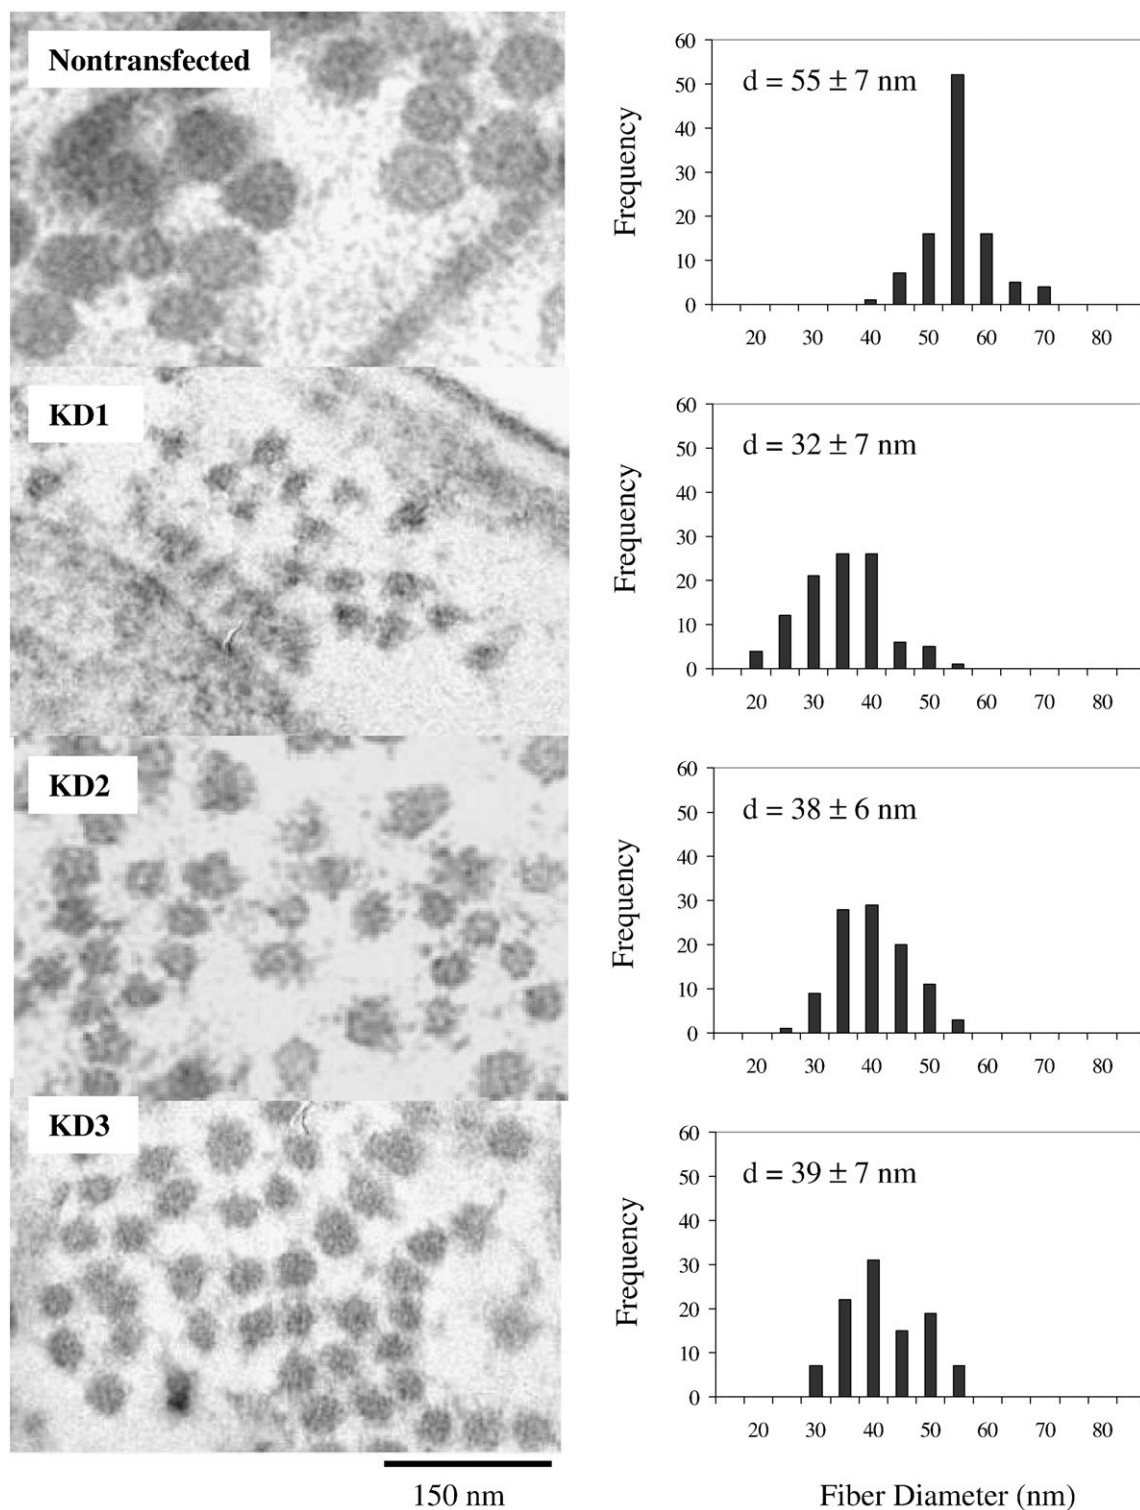 Nontransfected
60
50
40
30
20
10
0
Frequency
d = 55 ± 7 nm
20 30 40 50 60 70 80
KD1
60
50
40
30
20
10
0
Frequency
d = 32 ± 7 nm
20 30 40 50 60 70 80
KD2
60
50
40
30
20
10
0
Frequency
d = 38 ± 6 nm
20 30 40 50 60 70 80
KD3
60
50
40
30
20
10
0
Frequency
d = 39 ± 7 nm
20 30 40 50 60 70 80
150 nm
Fiber Diameter (nm)